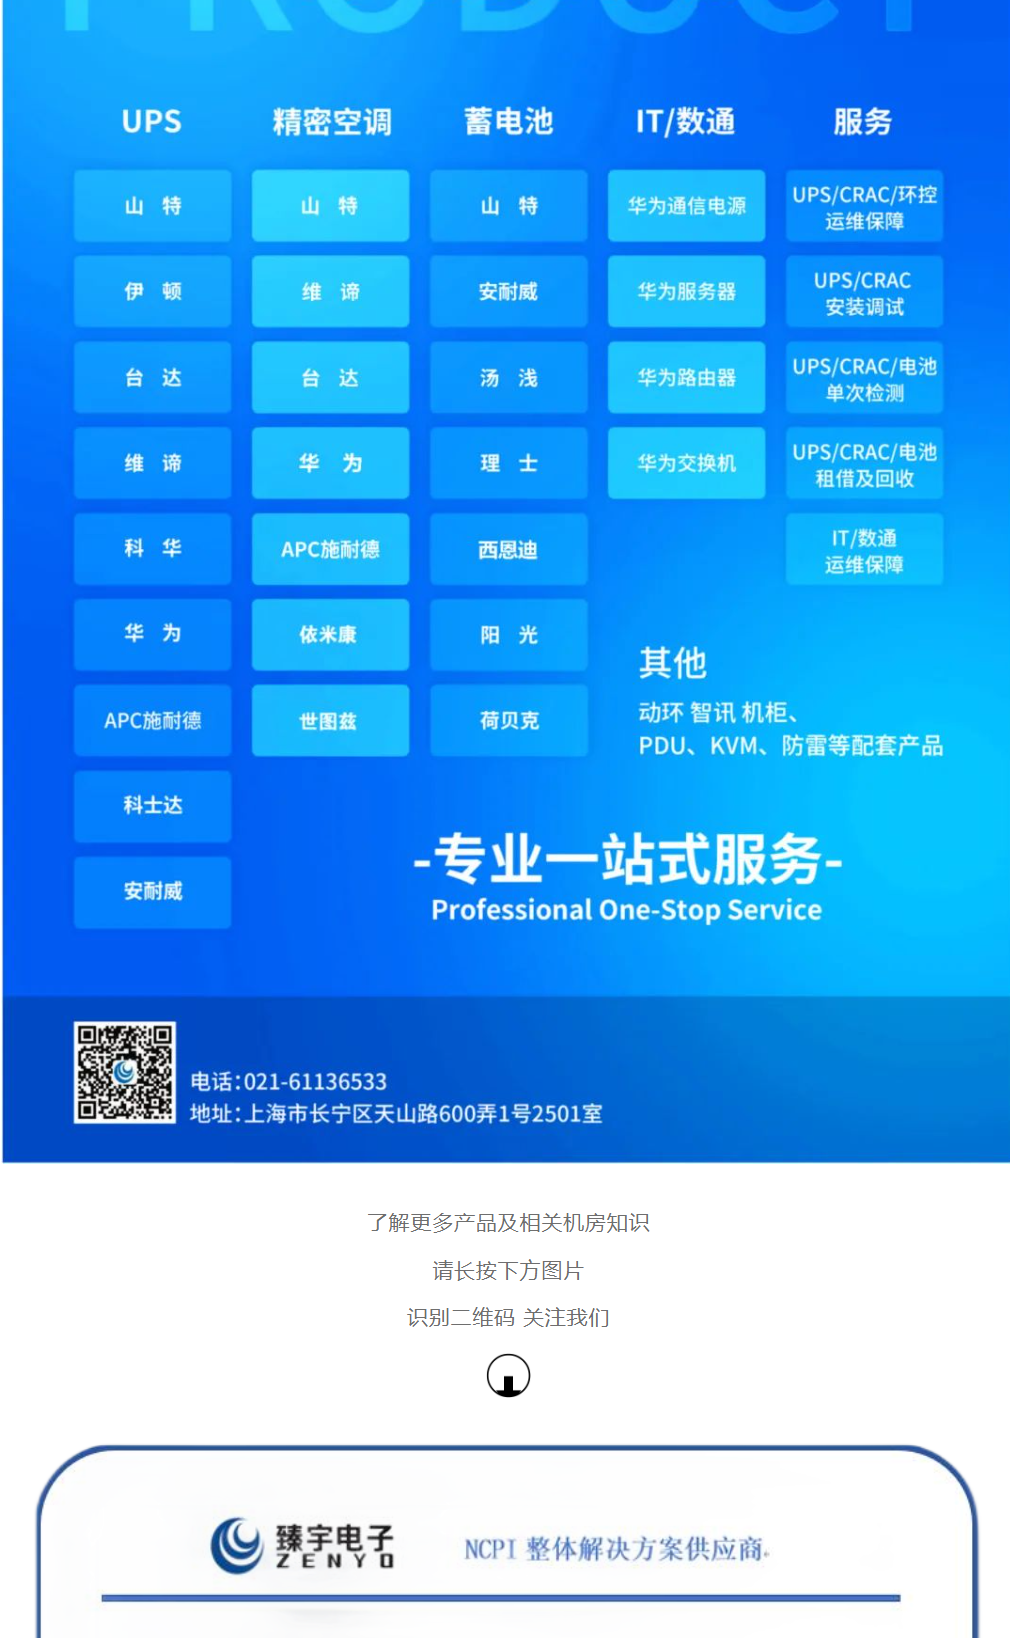 PRODUCT
UPS
精密空调
蓄电池
IT/数通
服务
山 特
山 特
山 特
华为通信电源
UPS/CRAC/环控
运维保障
伊 顿
维 谛
安耐威
华为服务器
UPS/CRAC
安装调试
台 达
台 达
汤 浅
华为路由器
UPS/CRAC/电池
单次检测
维 谛
华 为
理 士
华为交换机
UPS/CRAC/电池
租借及回收
科 华
APC施耐德
西恩迪
IT/数通
运维保障
华 为
依米康
阳 光
APC施耐德
世图兹
荷贝克
其他
动环 智讯 机柜、
PDU、KVM、防雷等配套产品
科士达
安耐威
-专业一站式服务-
Professional One-Stop Service
电话：021-61136533
地址：上海市长宁区天山路600弄1号2501室
了解更多产品及相关机房知识
请长按下方图片
识别二维码 关注我们
臻宇电子
ZENYO
NCPI 整体解决方案供应商